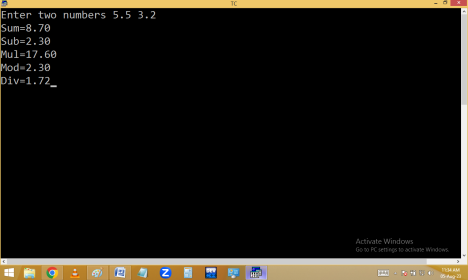 TC
Enter two numbers 5.5 3.2
Sum=8.70
Sub=2.30
Mul=17.60
Mod=2.30
Div=1.72_
Activate Windows
Go to PC settings to activate Windows.